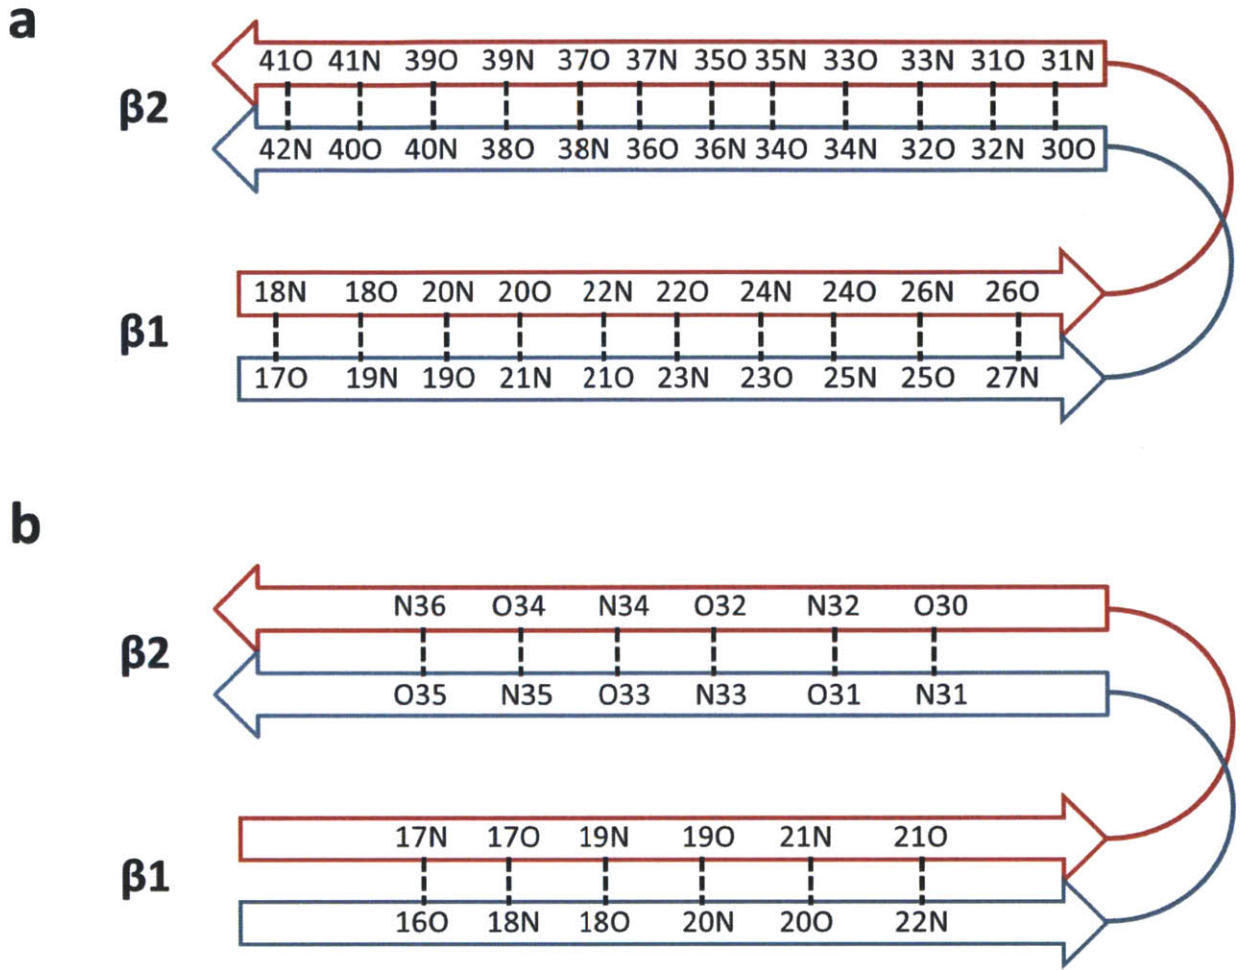 a
β2
41O 41N 39O 39N 37O 37N 35O 35N 33O 33N 31O 31N
42N 40O 40N 38O 38N 36O 36N 34O 34N 32O 32N 30O
β1
18N 18O 20N 20O 22N 22O 24N 24O 26N 26O
17O 19N 19O 21N 21O 23N 23O 25N 25O 27N
b
β2
N36 O34 N34 O32 N32 O30
O35 N35 O33 N33 O31 N31
β1
17N 17O 19N 19O 21N 21O
16O 18N 18O 20N 20O 22N